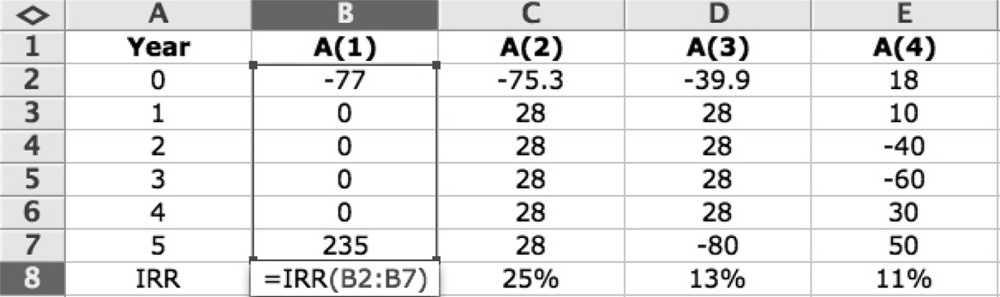 A B C D E
1 Year A(1) A(2) A(3) A(4)
2 0 -77 -75.3 -39.9 18
3 1 0 28 28 10
4 2 0 28 28 -40
5 3 0 28 28 -60
6 4 0 28 28 30
7 5 235 28 -80 50
8 IRR =IRR(B2:B7) 25% 13% 11%